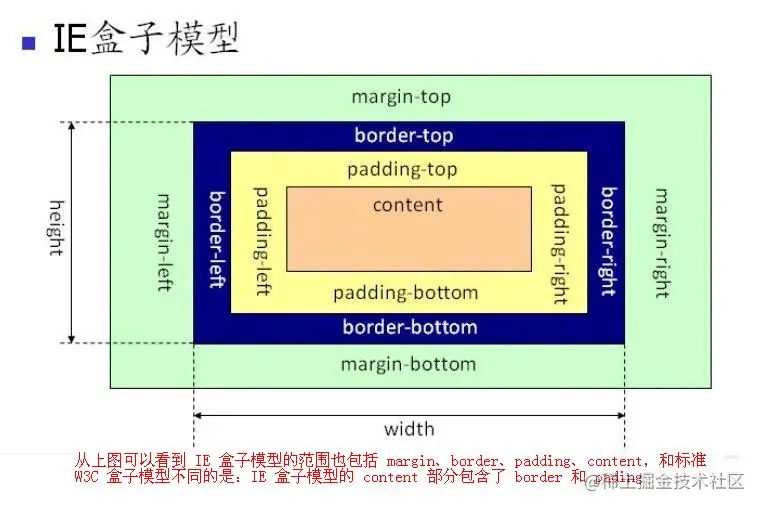 IE盒子模型
margin-top
border-top
padding-top
content
height
margin-left
border-left
padding-left
padding-right
border-right
margin-right
padding-bottom
border-bottom
margin-bottom
width
从上图可以看到 IE 盒子模型的范围也包括 margin、border、padding、content，和标准
W3C 盒子模型不同的是：IE 盒子模型的 content 部分包含了 border 和 pading
@稀土掘金技术社区